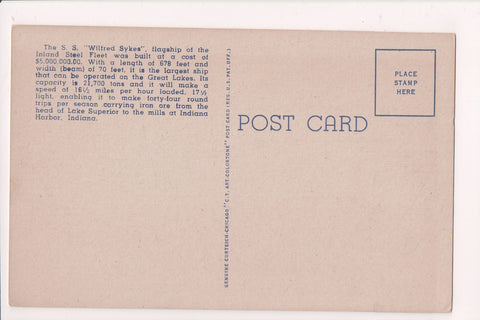 The S. S. "Wilfred Sykes", flagship of the
Inland Steel Fleet was built at a cost of
$5,000,000.00. With a length of 678 feet and
width (beam) of 70 feet, it is the largest ship
that can be operated on the Great Lakes. Its
capacity is 21,700 tons and it will make a
speed of 16½ miles per hour loaded, 17½
light, enabling it to make forty-four round
trips per season carrying iron ore from the
head of Lake Superior to the mills at Indiana
Harbor, Indiana.
GENUINE CURTEICH-CHICAGO "C.T. ART-COLORTONE" POST CARD (REG. U.S. PAT. OFF.)
POST CARD
PLACE
STAMP
HERE